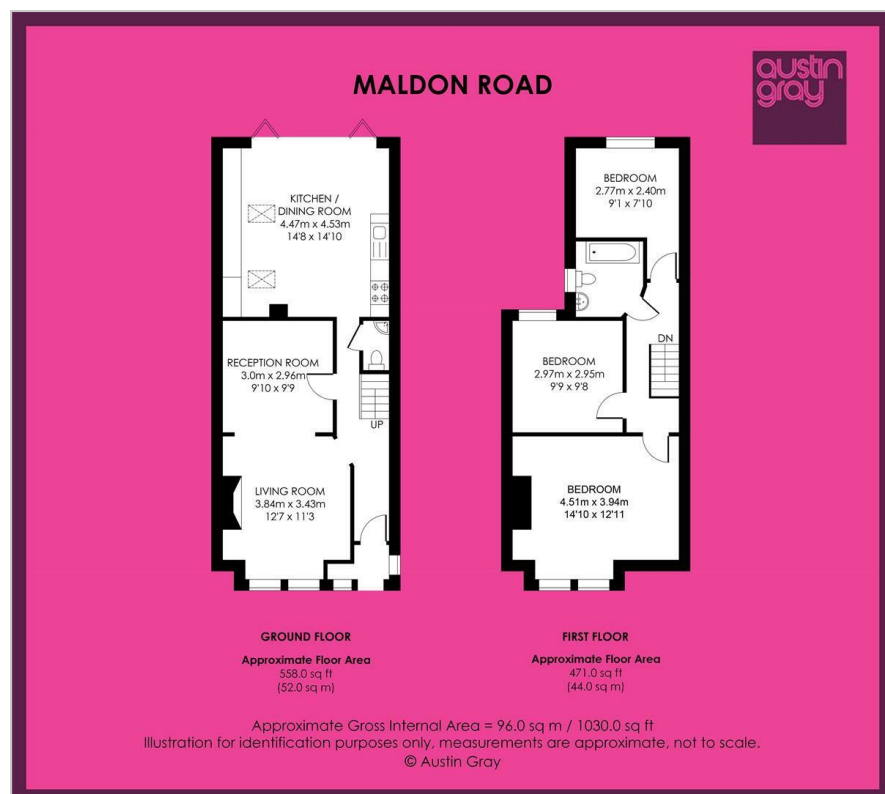 MALDON ROAD
austin
gray
KITCHEN /
DINING ROOM
4.47m x 4.53m
14'8 x 14'10
RECEPTION ROOM
3.0m x 2.96m
9'10 x 9'9
UP
LIVING ROOM
3.84m x 3.43m
12'7 x 11'3
BEDROOM
2.77m x 2.40m
9'1 x 7'10
DN
BEDROOM
2.97m x 2.95m
9'9 x 9'8
BEDROOM
4.51m x 3.94m
14'10 x 12'11
GROUND FLOOR
Approximate Floor Area
558.0 sq ft
(52.0 sq m)
FIRST FLOOR
Approximate Floor Area
471.0 sq ft
(44.0 sq m)
Approximate Gross Internal Area = 96.0 sq m / 1030.0 sq ft
Illustration for identification purposes only, measurements are approximate, not to scale.
© Austin Gray